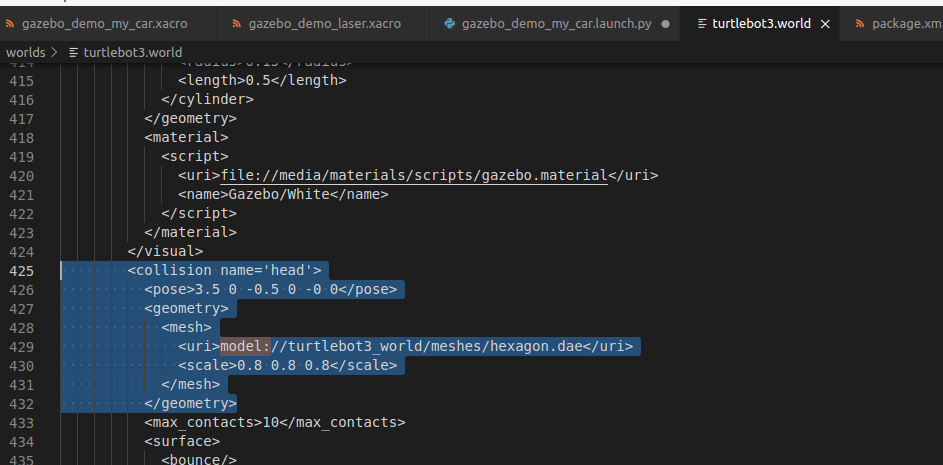 gazebo_demo_my_car.xacro gazebo_demo_laser.xacro gazebo_demo_my_car.launch.py turtlebot3.world package.xm
worlds > turtlebot3.world
414 <radius>0.15</radius>
415 <length>0.5</length>
416 </cylinder>
417 </geometry>
418 <material>
419 <script>
420 <uri>file://media/materials/scripts/gazebo.material</uri>
421 <name>Gazebo/White</name>
422 </script>
423 </material>
424 </visual>
425 <collision name='head'>
426 <pose>3.5 0 -0.5 0 -0 0</pose>
427 <geometry>
428 <mesh>
429 <uri>model://turtlebot3_world/meshes/hexagon.dae</uri>
430 <scale>0.8 0.8 0.8</scale>
431 </mesh>
432 </geometry>
433 <max_contacts>10</max_contacts>
434 <surface>
435 <bounce/>